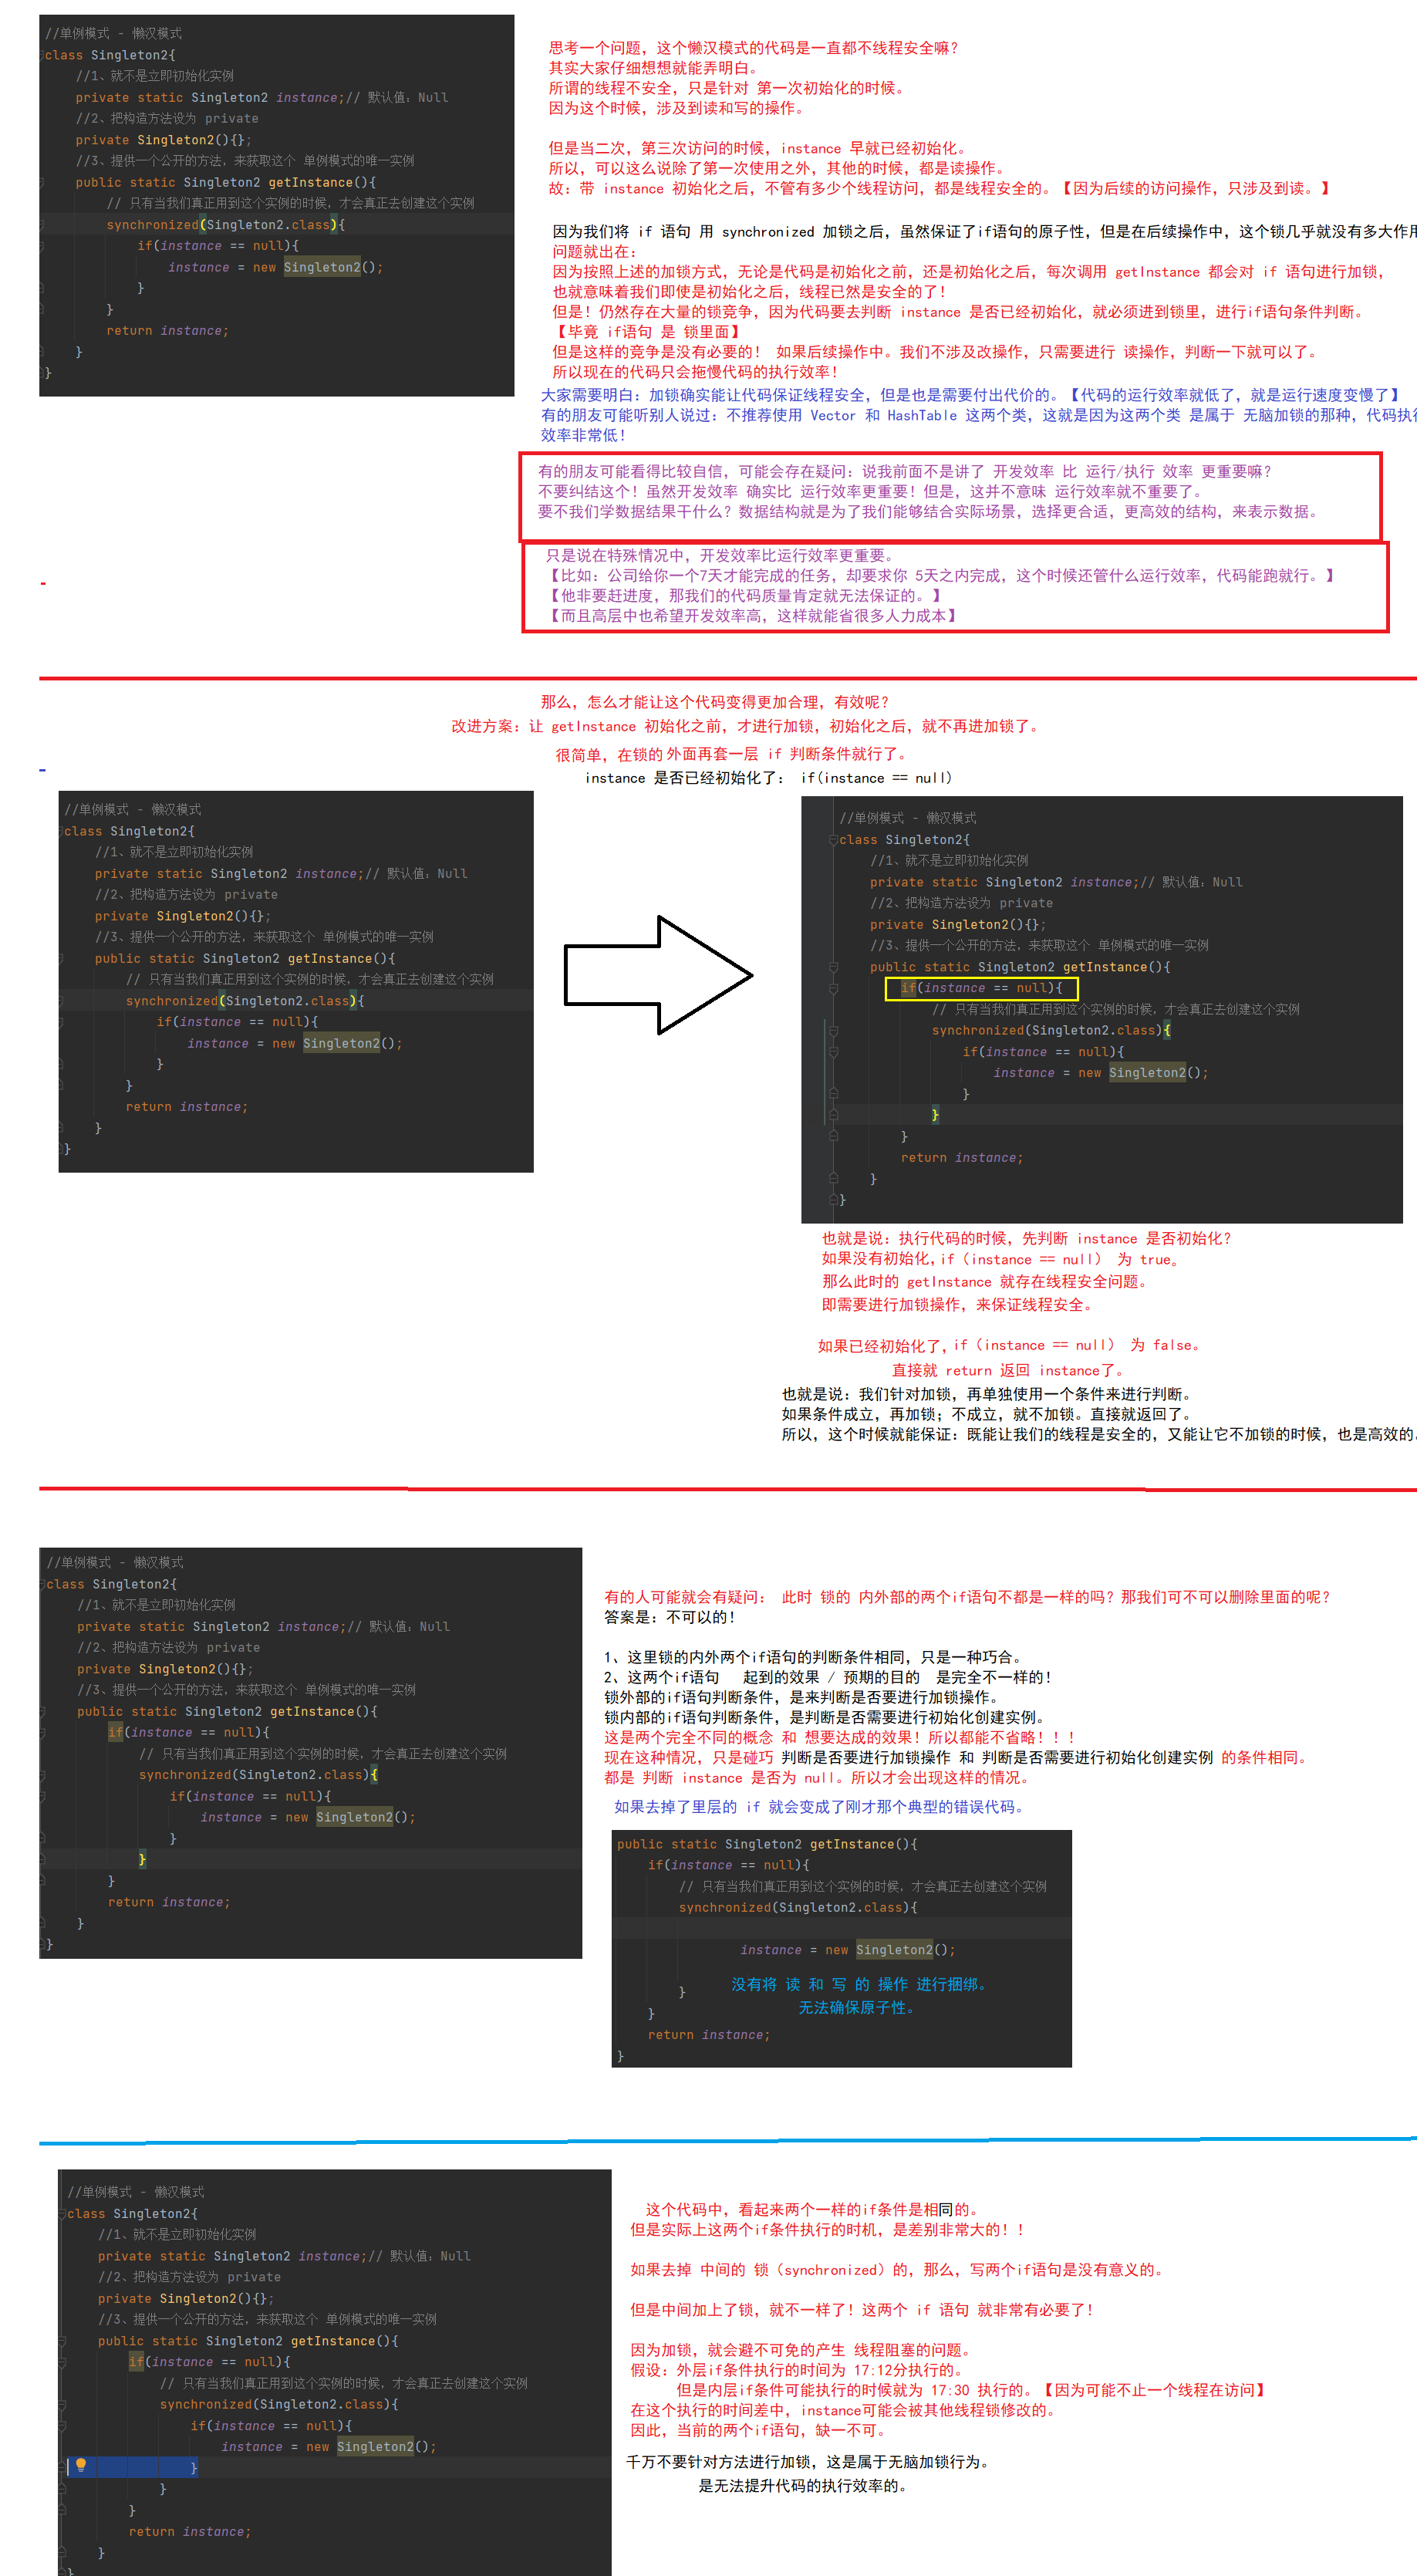 //单例模式 - 懒汉模式
class Singleton2{
//1、就不是立即初始化实例
private static Singleton2 instance;// 默认值：Null
//2、把构造方法设为 private
private Singleton2(){};
//3、提供一个公开的方法，来获取这个 单例模式的唯一实例
public static Singleton2 getInstance(){
// 只有当我们真正用到这个实例的时候，才会真正去创建这个实例
synchronized(Singleton2.class){
if(instance == null){
instance = new Singleton2();
}
}
return instance;
}
}
思考一个问题，这个懒汉模式的代码是一直都不线程安全嘛？
其实大家仔细想想就能弄明白。
所谓的线程不安全，只是针对 第一次初始化的时候。
因为这个时候，涉及到读和写的操作。
但是当二次，第三次访问的时候，instance 早就已经初始化。
所以，可以这么说除了第一次使用之外，其他的时候，都是读操作。
故：带 instance 初始化之后，不管有多少个线程访问，都是线程安全的。【因为后续的访问操作，只涉及到读。】
因为我们将 if 语句 用 synchronized 加锁之后，虽然保证了if语句的原子性，但是在后续操作中，这个锁几乎就没有多大作用
问题就出在：
因为按照上述的加锁方式，无论是代码是初始化之前，还是初始化之后，每次调用 getInstance 都会对 if 语句进行加锁，
也就意味着我们即使是初始化之后，线程已然是安全的了！
但是！仍然存在大量的锁竞争，因为代码要去判断 instance 是否已经初始化，就必须进到锁里，进行if语句条件判断。
【毕竟 if语句 是 锁里面】
但是这样的竞争是没有必要的！ 如果后续操作中。我们不涉及改操作，只需要进行 读操作，判断一下就可以了。
所以现在的代码只会拖慢代码的执行效率！
大家需要明白：加锁确实能让代码保证线程安全，但是也是需要付出代价的。【代码的运行效率就低了，就是运行速度变慢了】
有的朋友可能听别人说过：不推荐使用 Vector 和 HashTable 这两个类，这就是因为这两个类 是属于 无脑加锁的那种，代码执行
效率非常低！
有的朋友可能看得比较自信，可能会存在疑问：说我前面不是讲了 开发效率 比 运行/执行 效率 更重要嘛？
不要纠结这个！虽然开发效率 确实比 运行效率更重要！但是，这并不意味 运行效率就不重要了。
要不我们学数据结果干什么？数据结构就是为了我们能够结合实际场景，选择更合适，更高效的结构，来表示数据。
只是说在特殊情况中，开发效率比运行效率更重要。
【比如：公司给你一个7天才能完成的任务，却要求你 5天之内完成，这个时候还管什么运行效率，代码能跑就行。】
【他非要赶进度，那我们的代码质量肯定就无法保证的。】
【而且高层中也希望开发效率高，这样就能省很多人力成本】
那么，怎么才能让这个代码变得更加合理，有效呢？
改进方案：让 getInstance 初始化之前，才进行加锁，初始化之后，就不再进加锁了。
很简单，在锁的 外面再套一层 if 判断条件就行了。
instance 是否已经初始化了： if(instance == null)
//单例模式 - 懒汉模式
class Singleton2{
//1、就不是立即初始化实例
private static Singleton2 instance;// 默认值：Null
//2、把构造方法设为 private
private Singleton2(){};
//3、提供一个公开的方法，来获取这个 单例模式的唯一实例
public static Singleton2 getInstance(){
// 只有当我们真正用到这个实例的时候，才会真正去创建这个实例
synchronized(Singleton2.class){
if(instance == null){
instance = new Singleton2();
}
}
return instance;
}
}
//单例模式 - 懒汉模式
class Singleton2{
//1、就不是立即初始化实例
private static Singleton2 instance;// 默认值：Null
//2、把构造方法设为 private
private Singleton2(){};
//3、提供一个公开的方法，来获取这个 单例模式的唯一实例
public static Singleton2 getInstance(){
if(instance == null){
// 只有当我们真正用到这个实例的时候，才会真正去创建这个实例
synchronized(Singleton2.class){
if(instance == null){
instance = new Singleton2();
}
}
}
return instance;
}
}
也就是说：执行代码的时候，先判断 instance 是否初始化？
如果没有初始化，if（instance == null） 为 true。
那么此时的 getInstance 就存在线程安全问题。
即需要进行加锁操作，来保证线程安全。
如果已经初始化了，if（instance == null） 为 false。
直接就 return 返回 instance了。
也就是说：我们针对加锁，再单独使用一个条件来进行判断。
如果条件成立，再加锁；不成立，就不加锁。直接就返回了。
所以，这个时候就能保证：既能让我们的线程是安全的，又能让它不加锁的时候，也是高效的。
//单例模式 - 懒汉模式
class Singleton2{
//1、就不是立即初始化实例
private static Singleton2 instance;// 默认值：Null
//2、把构造方法设为 private
private Singleton2(){};
//3、提供一个公开的方法，来获取这个 单例模式的唯一实例
public static Singleton2 getInstance(){
if(instance == null){
// 只有当我们真正用到这个实例的时候，才会真正去创建这个实例
synchronized(Singleton2.class){
if(instance == null){
instance = new Singleton2();
}
}
}
return instance;
}
}
有的人可能就会有疑问： 此时 锁的 内外部的两个if语句不都是一样的吗？那我们可不可以删除里面的呢？
答案是：不可以的！
1、这里锁的内外两个if语句的判断条件相同，只是一种巧合。
2、这两个if语句 起到的效果 / 预期的目的 是完全不一样的！
锁外部的if语句判断条件，是来判断是否要进行加锁操作。
锁内部的if语句判断条件，是判断是否需要进行初始化创建实例。
这是两个完全不同的概念 和 想要达成的效果！所以都能不省略！！！
现在这种情况，只是碰巧 判断是否要进行加锁操作 和 判断是否需要进行初始化创建实例 的条件相同。
都是 判断 instance 是否为 null。所以才会出现这样的情况。
如果去掉了里层的 if 就会变成了刚才那个典型的错误代码。
public static Singleton2 getInstance(){
if(instance == null){
// 只有当我们真正用到这个实例的时候，才会真正去创建这个实例
synchronized(Singleton2.class){
instance = new Singleton2();
没有将 读 和 写 的 操作 进行捆绑。
}
无法确保原子性。
}
return instance;
}
//单例模式 - 懒汉模式
class Singleton2{
//1、就不是立即初始化实例
private static Singleton2 instance;// 默认值：Null
//2、把构造方法设为 private
private Singleton2(){};
//3、提供一个公开的方法，来获取这个 单例模式的唯一实例
public static Singleton2 getInstance(){
if(instance == null){
// 只有当我们真正用到这个实例的时候，才会真正去创建这个实例
synchronized(Singleton2.class){
if(instance == null){
instance = new Singleton2();
}
}
}
return instance;
}
}
这个代码中，看起来两个一样的if条件是相同的。
但是实际上这两个if条件执行的时机，是差别非常大的！！
如果去掉 中间的 锁（synchronized）的，那么，写两个if语句是没有意义的。
但是中间加上了锁，就不一样了！这两个 if 语句 就非常有必要了！
因为加锁，就会避不可免的产生 线程阻塞的问题。
假设：外层if条件执行的时间为 17:12分执行的。
但是内层if条件可能执行的时候就为 17:30 执行的。【因为可能不止一个线程在访问】
在这个执行的时间差中，instance可能会被其他线程锁修改的。
因此，当前的两个if语句，缺一不可。
千万不要针对方法进行加锁，这是属于无脑加锁行为。
是无法提升代码的执行效率的。